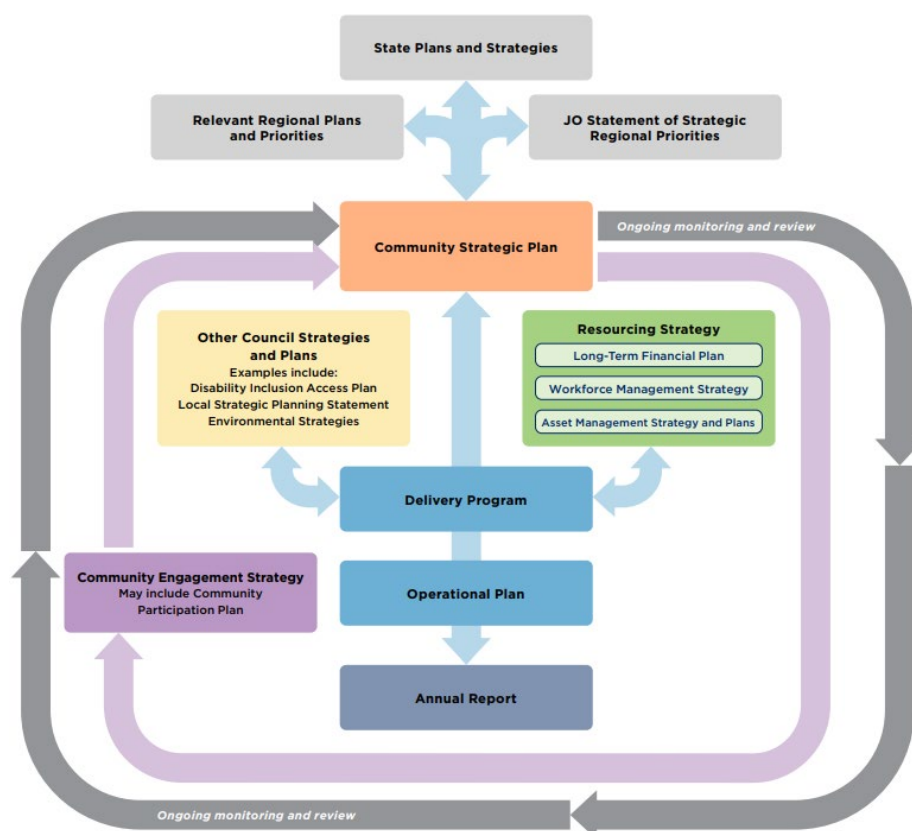 State Plans and Strategies
Relevant Regional Plans
and Priorities
JO Statement of Strategic
Regional Priorities
Community Strategic Plan
Ongoing monitoring and review
Other Council Strategies
and Plans
Examples include:
Disability Inclusion Access Plan
Local Strategic Planning Statement
Environmental Strategies
Resourcing Strategy
Long-Term Financial Plan
Workforce Management Strategy
Asset Management Strategy and Plans
Delivery Program
Community Engagement Strategy
May include Community
Participation Plan
Operational Plan
Annual Report
Ongoing monitoring and review